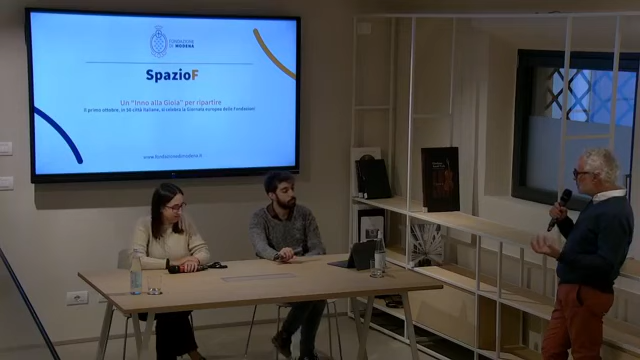 FONDAZIONE
DI MODENA
SpazioF
Un "Inno alla Gioia" per ripartire
Il primo ottobre, in 50 città italiane, si celebra la Giornata europea delle Fondazioni
www.fondazionedimodena.it